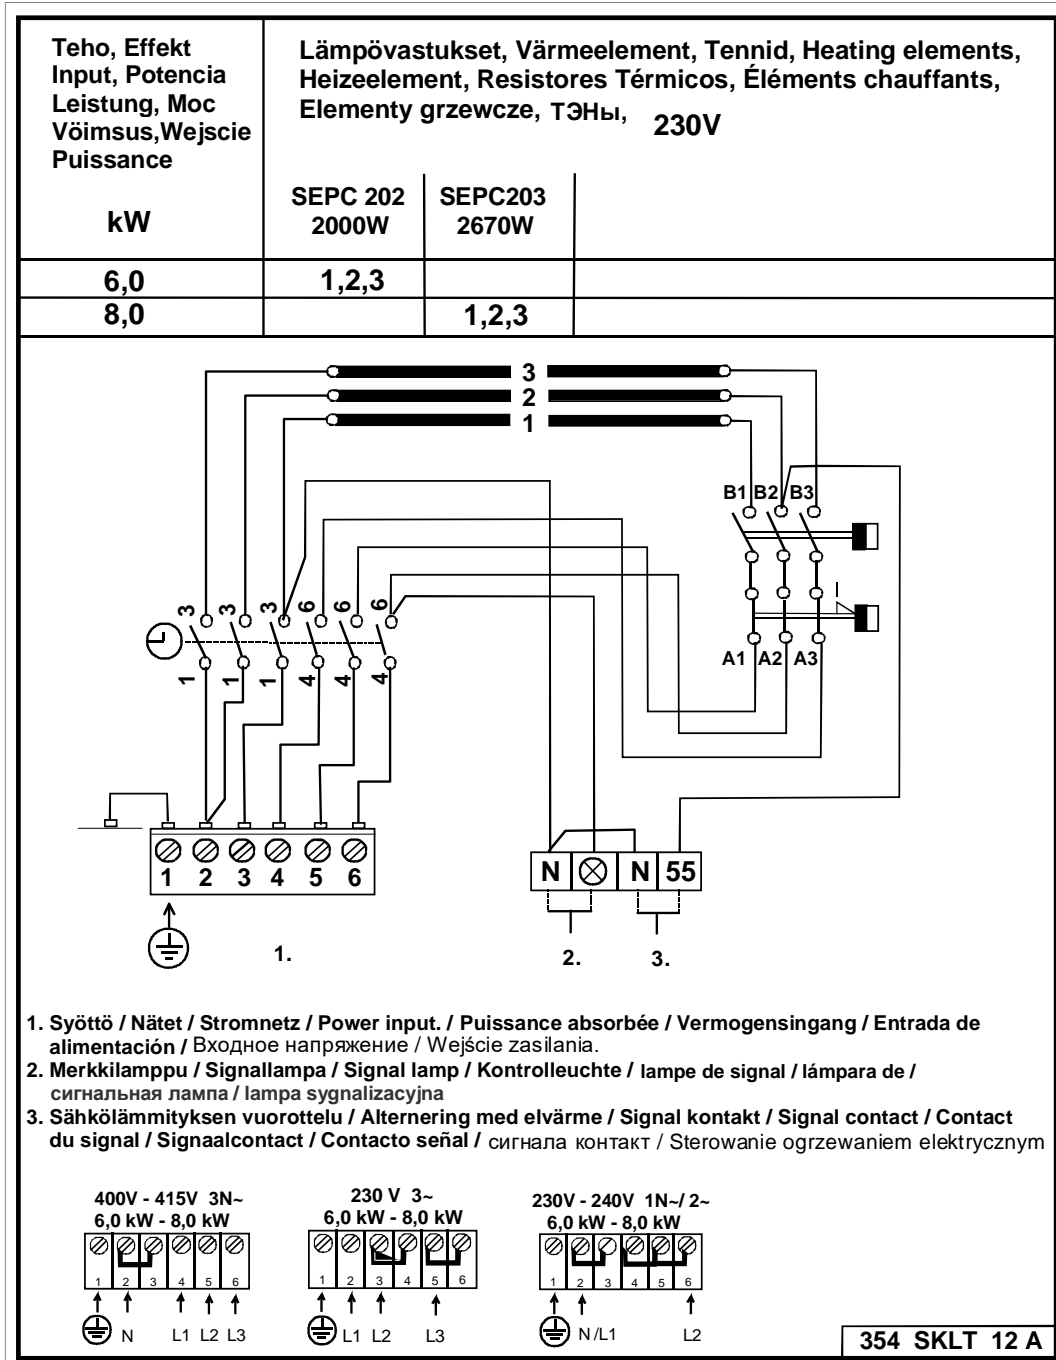 Teho, Effekt
Input, Potencia
Leistung, Moc
Vöimsus,Wejscie
Puissance
kW
Lämpövastukset, Värmeelement, Tennid, Heating elements,
Heizeelement, Resistores Térmicos, Éléments chauffants,
Elementy grzewcze, ТЭНы, 230V
SEPC 202
2000W
SEPC203
2670W
6,0 1,2,3
8,0 1,2,3
3
2
1
B1 B2 B3
3 3 3 6 6 6
1 1 1 4 4 4
A1 A2 A3
1 2 3 4 5 6
N N 55
1. 2. 3.
1. Syöttö / Nätet / Stromnetz / Power input. / Puissance absorbée / Vermogensingang / Entrada de
alimentación / Входное напряжение / Wejście zasilania.
2. Merkkilamppu / Signallampa / Signal lamp / Kontrolleuchte / lampe de signal / lámpara de /
сигнальная лампа / lampa sygnalizacyjna
3. Sähkölämmityksen vuorottelu / Alternering med elvärme / Signal kontakt / Signal contact / Contact
du signal / Signaalcontact / Contacto señal / сигнала контакт / Sterowanie ogrzewaniem elektrycznym
400V - 415V 3N~
6,0 kW - 8,0 kW
1 2 3 4 5 6
N L1 L2 L3
230 V 3~
6,0 kW - 8,0 kW
1 2 3 4 5 6
L1 L2 L3
230V - 240V 1N~/ 2~
6,0 kW - 8,0 kW
1 2 3 4 5 6
N /L1 L2
354 SKLT 12 A